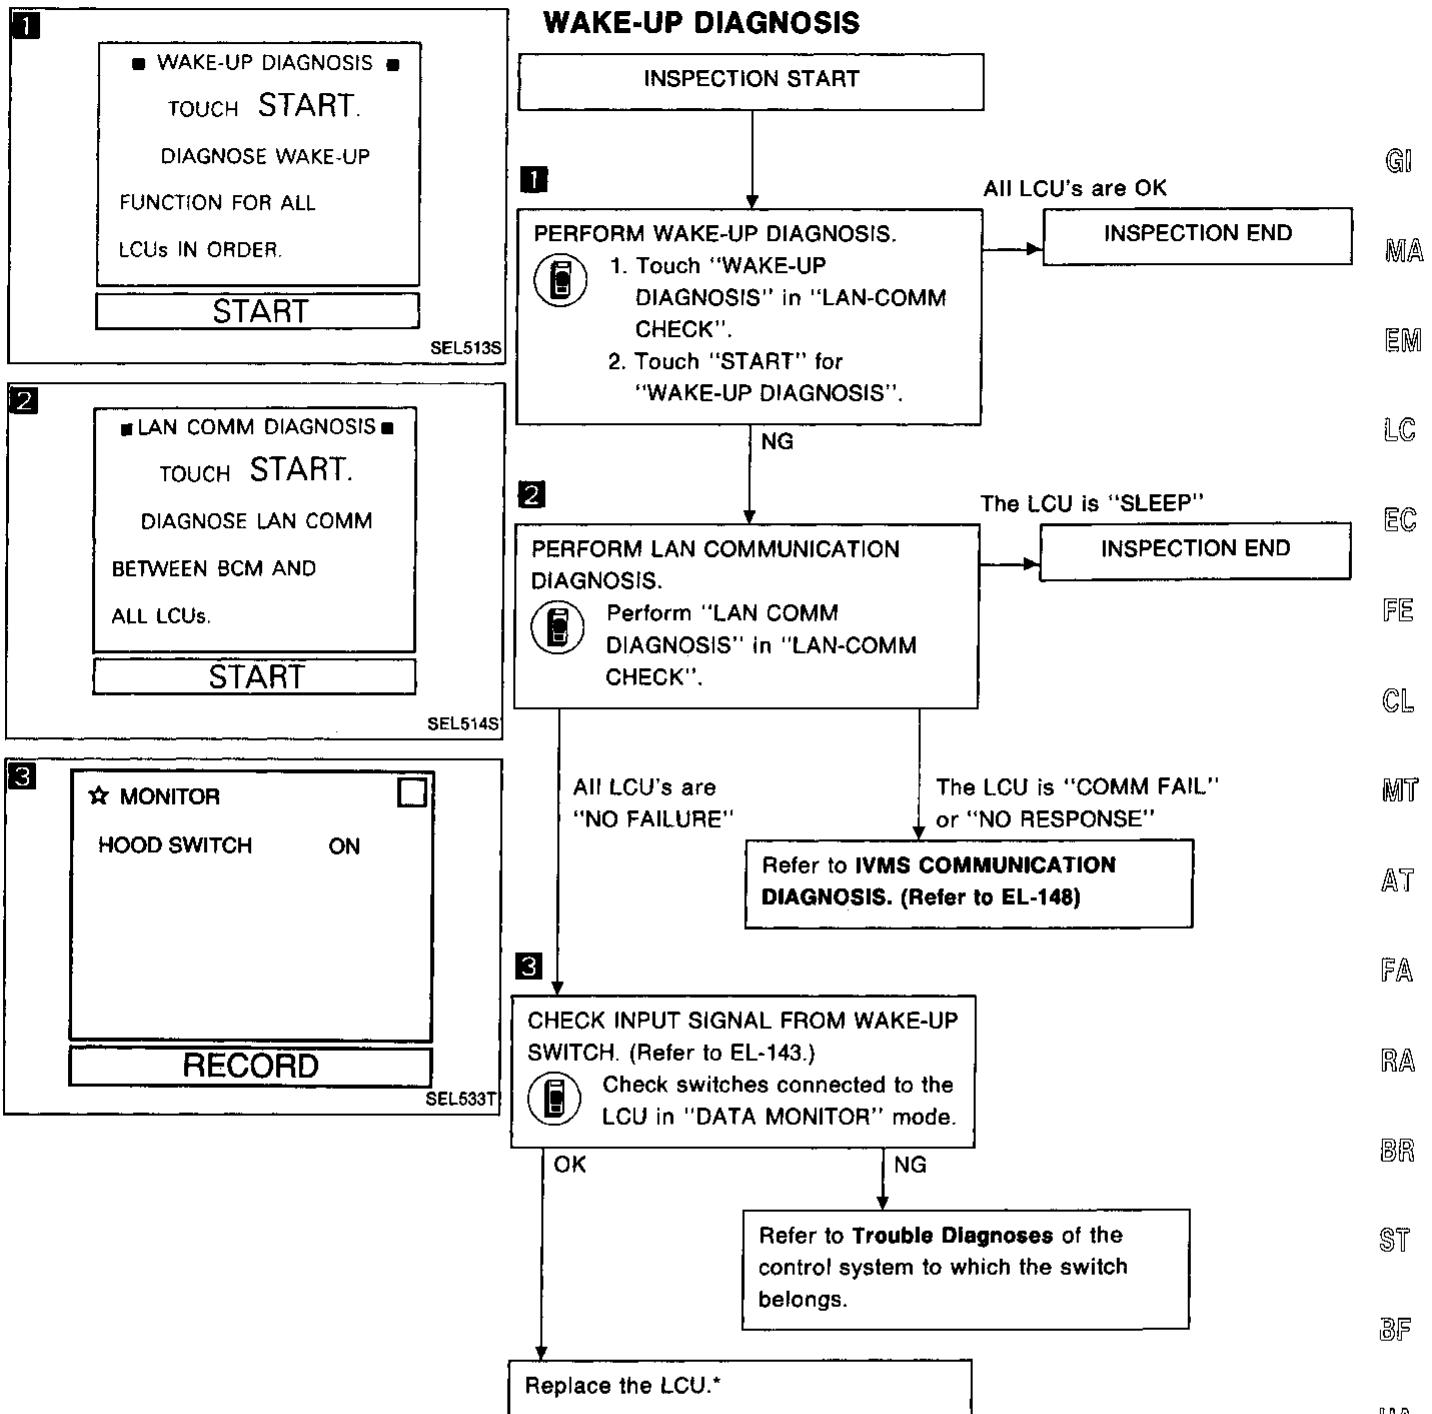 1
■ WAKE-UP DIAGNOSIS ■
TOUCH START.
DIAGNOSE WAKE-UP
FUNCTION FOR ALL
LCUs IN ORDER.
START
SEL513S
2
■ LAN COMM DIAGNOSIS ■
TOUCH START.
DIAGNOSE LAN COMM
BETWEEN BCM AND
ALL LCUs.
START
SEL514S
3
☆ MONITOR
HOOD SWITCH ON
RECORD
SEL533T
WAKE-UP DIAGNOSIS
INSPECTION START
1
PERFORM WAKE-UP DIAGNOSIS.
1. Touch "WAKE-UP
DIAGNOSIS" in "LAN-COMM
CHECK".
2. Touch "START" for
"WAKE-UP DIAGNOSIS".
All LCU's are OK
INSPECTION END
NG
2
PERFORM LAN COMMUNICATION
DIAGNOSIS.
Perform "LAN COMM
DIAGNOSIS" in "LAN-COMM
CHECK".
The LCU is "SLEEP"
INSPECTION END
All LCU's are
"NO FAILURE"
The LCU is "COMM FAIL"
or "NO RESPONSE"
Refer to IVMS COMMUNICATION
DIAGNOSIS. (Refer to EL-148)
3
CHECK INPUT SIGNAL FROM WAKE-UP
SWITCH. (Refer to EL-143.)
Check switches connected to the
LCU in "DATA MONITOR" mode.
OK
NG
Refer to Trouble Diagnoses of the
control system to which the switch
belongs.
Replace the LCU.*
GI
MA
EM
LC
EC
FE
CL
MT
AT
FA
RA
BR
ST
BF